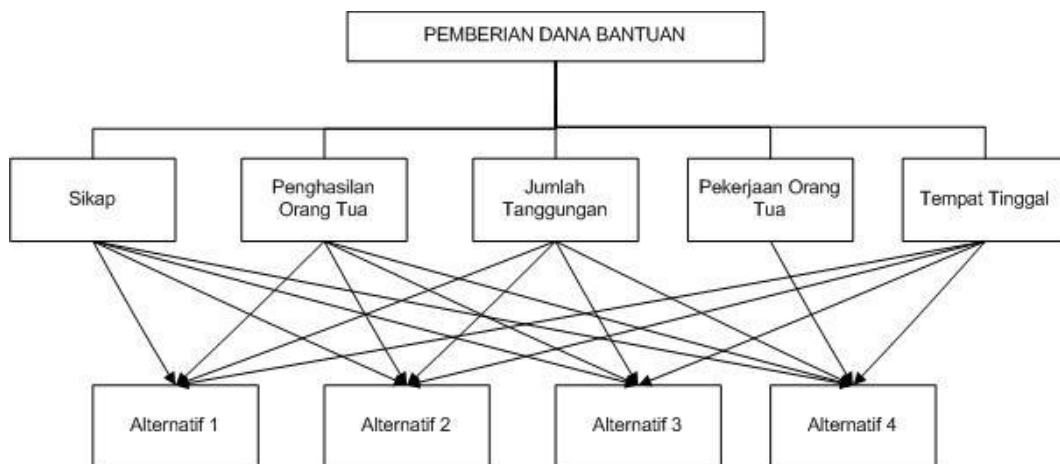 PEMBERIAN DANA BANTUAN
Sikap
Penghasilan
Orang Tua
Jumlah
Tanggungan
Pekerjaan Orang
Tua
Tempat Tinggal
Alternatif 1
Alternatif 2
Alternatif 3
Alternatif 4